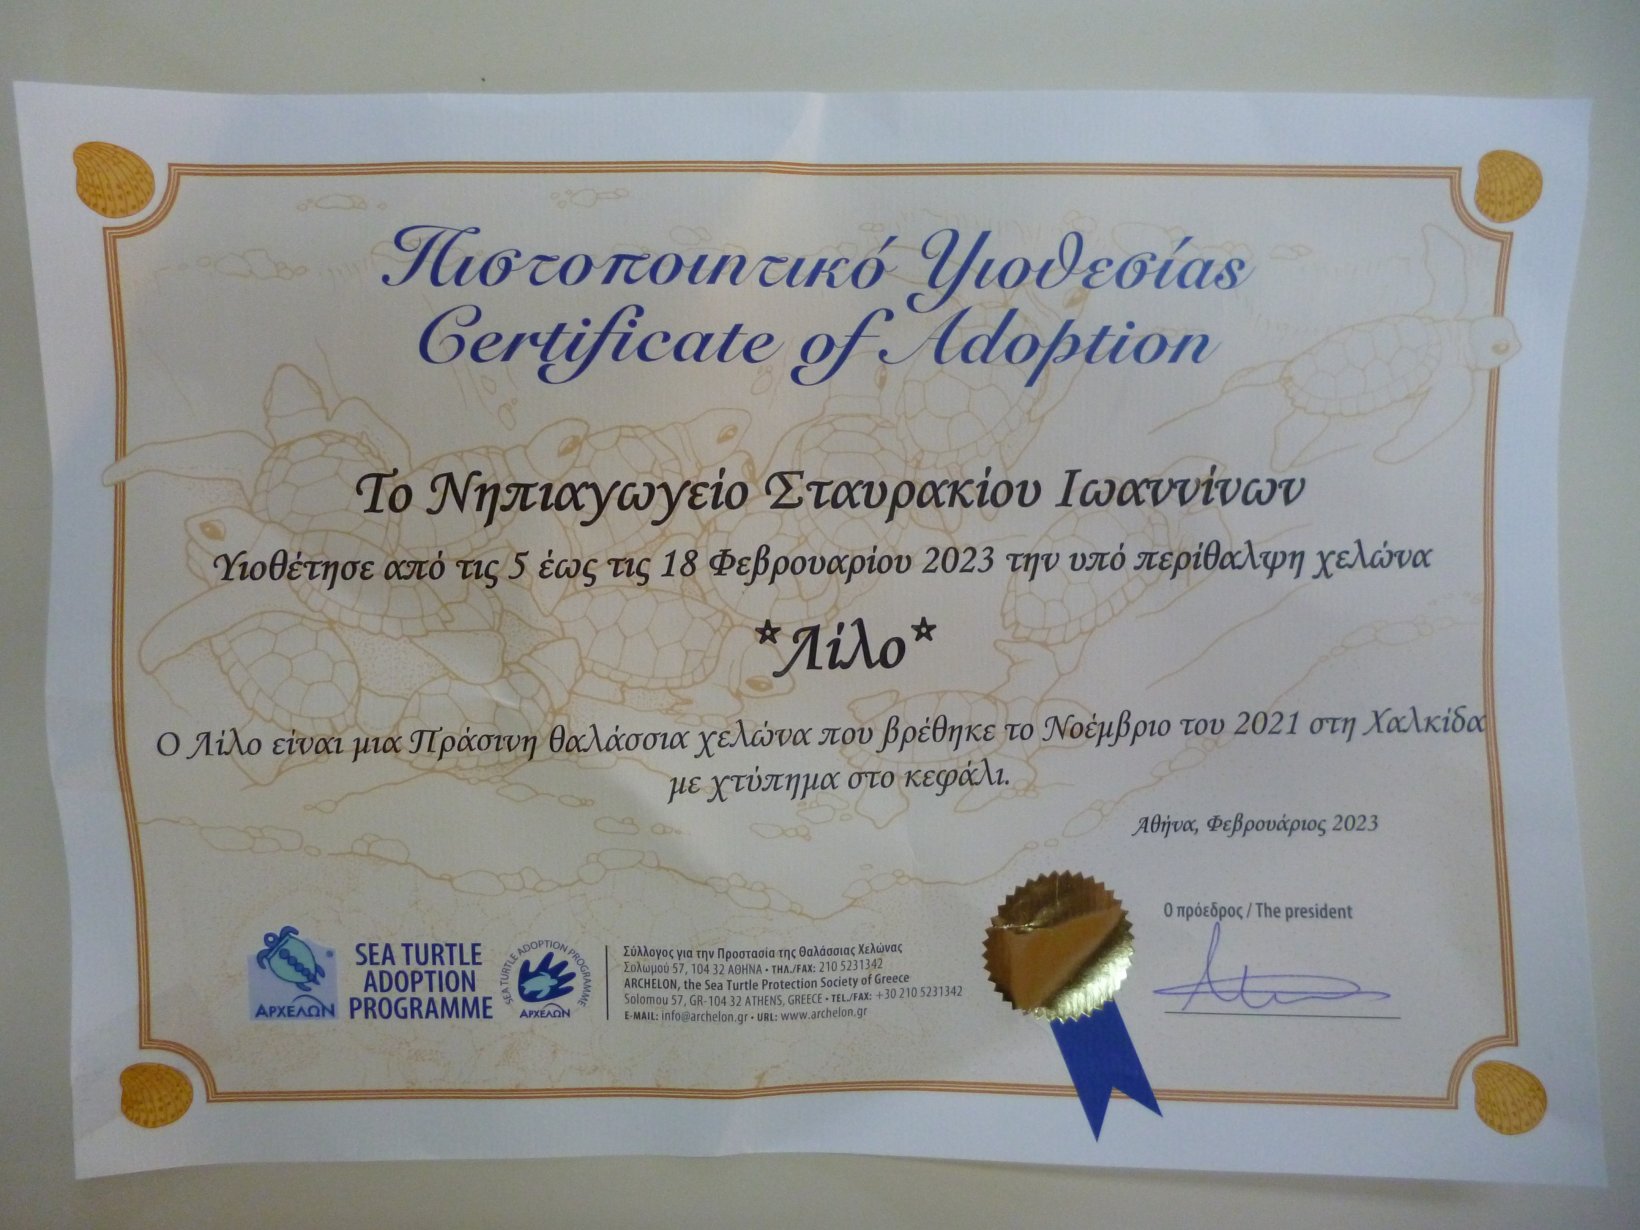 Πιστοποιητικό Υιοθεσίας
Certificate of Adoption
Το Νηπιαγωγείο Σταυρακίου Ιωαννίνων
Υιοθέτησε από τις 5 έως τις 18 Φεβρουαρίου 2023 την υπό περίθαλψη χελώνα
*Λίλο*
Ο Λίλο είναι μια Πράσινη θαλάσσια χελώνα που βρέθηκε το Νοέμβριο του 2021 στη Χαλκίδα
με χτύπημα στο κεφάλι.
Αθήνα, Φεβρουάριος 2023
Ο πρόεδρος / The president
ΑΡΧΕΛΩΝ
SEA TURTLE
ADOPTION
PROGRAMME
SEA TURTLE ADOPTION PROGRAMME
ΑΡΧΕΛΩΝ
Σύλλογος για την Προστασία της Θαλάσσιας Χελώνας
Σολωμού 57, 104 32 ΑΘΗΝΑ • ΤΗΛ./FAX: 210 5231342
ARCHELON, the Sea Turtle Protection Society of Greece
Solomou 57, GR-104 32 ATHENS, GREECE • TEL./FAX: +30 210 5231342
E-MAIL: info@archelon.gr • URL: www.archelon.gr